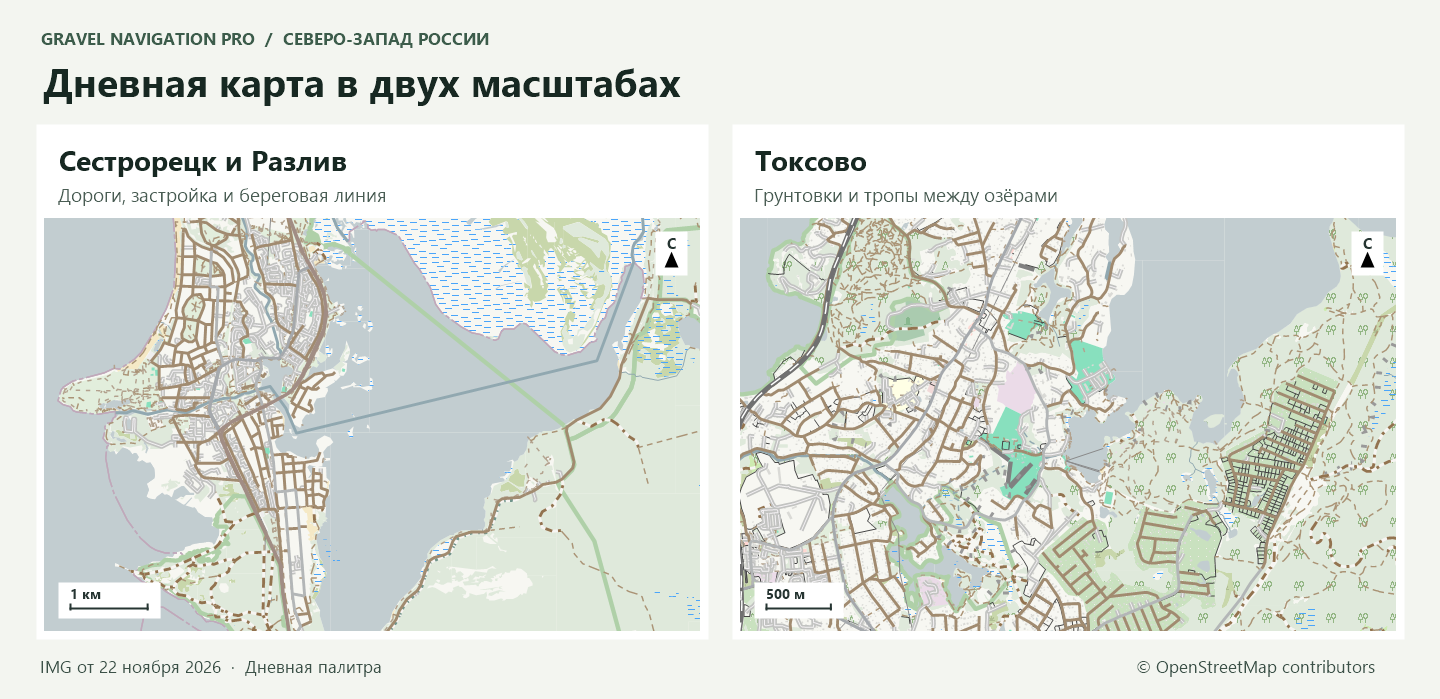 GRAVEL NAVIGATION PRO / СЕВЕРО-ЗАПАД РОССИИ
Дневная карта в двух масштабах
Сестрорецк и Разлив
Дороги, застройка и береговая линия
С
1 км
Токсово
Грунтовки и тропы между озёрами
С
500 м
IMG от 22 ноября 2026 · Дневная палитра
© OpenStreetMap contributors